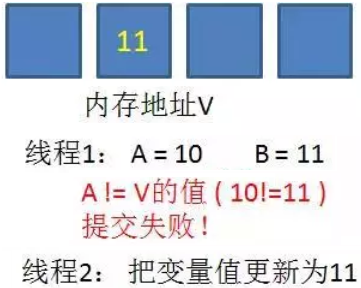 11
内存地址V
线程1： A = 10 B = 11
A != V的值 ( 10!=11 )
提交失败！
线程2： 把变量值更新为11